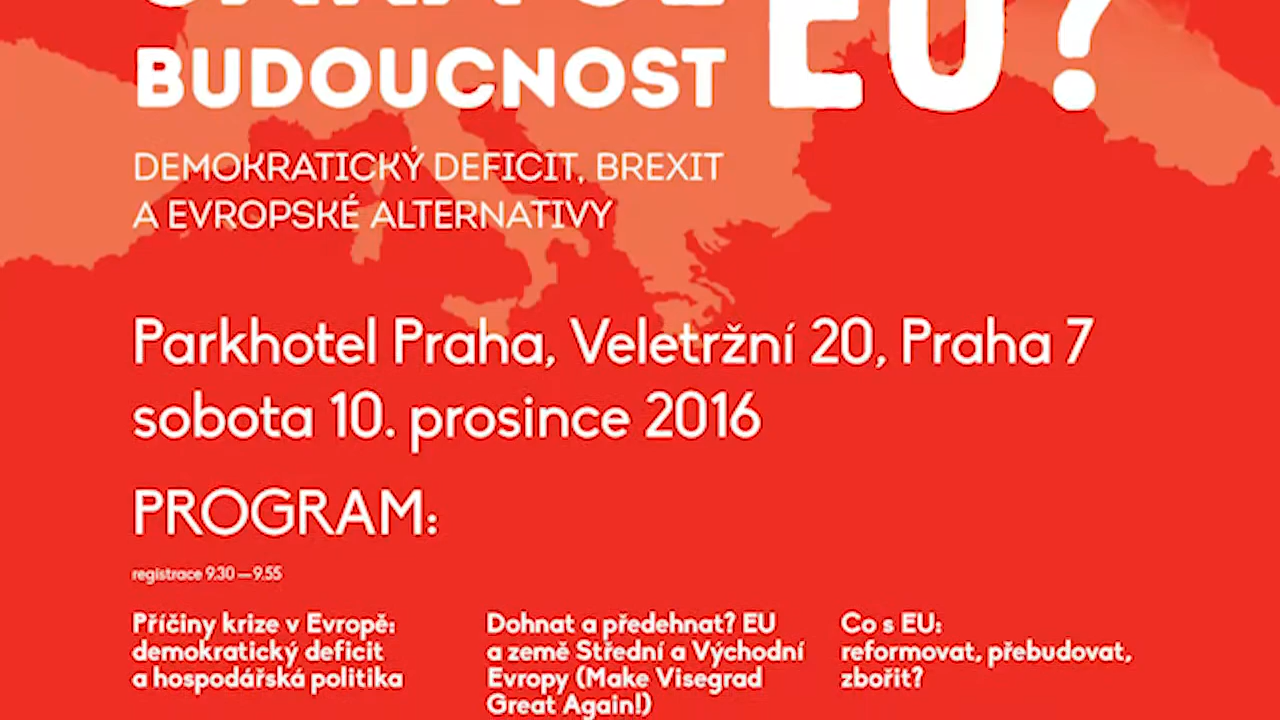 BUDOUCNOST EU?
DEMOKRATICKÝ DEFICIT, BREXIT
A EVROPSKÉ ALTERNATIVY
Parkhotel Praha, Veletržní 20, Praha 7
sobota 10. prosince 2016
PROGRAM:
registrace 9.30 — 9.55
Příčiny krize v Evropě:
demokratický deficit
a hospodářská politika
Dohnat a předehnat? EU
a země Střední a Východní
Evropy (Make Visegrad
Great Again!)
Co s EU:
reformovat, přebudovat,
zbořit?